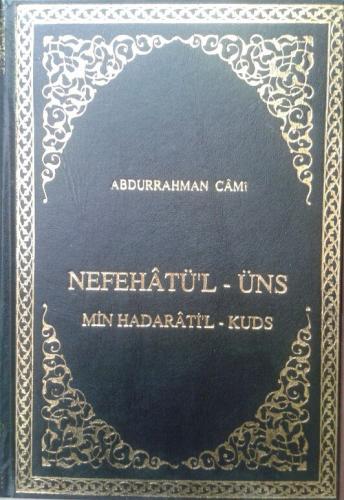 ABDURRAHMAN CÂMİ
NEFEHÂTÜ'L - ÜNS
MİN HADARÂTİ'L - KUDS